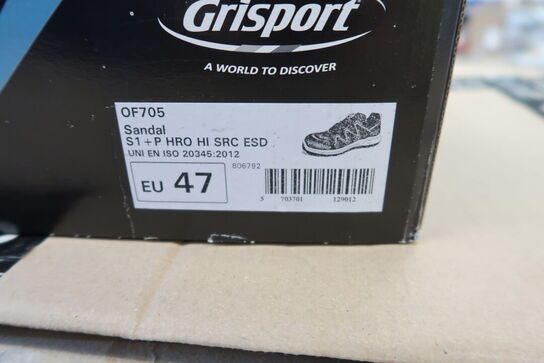 Grisport
A WORLD TO DISCOVER
OF705
Sandal
S1+P HRO HI SRC ESD
UNI EN ISO 20345:2012
806792
EU 47
5 703701 129012